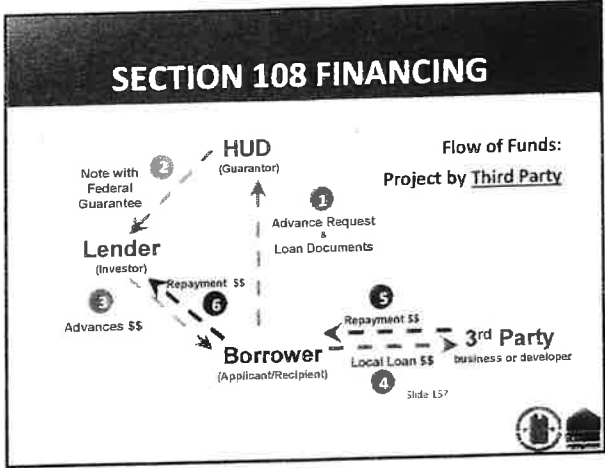 SECTION 108 FINANCING
Flow of Funds:
Project by Third Party
HUD
(Guarantor)
2
Note with
Federal
Guarantee
1
Advance Request
&
Loan Documents
Lender
(Investor)
3
Advances $$
Repayment $$
6
5
Repayment $$
Borrower
(Applicant/Recipient)
Local Loan $$
4
3rd Party
business or developer
Slide 157